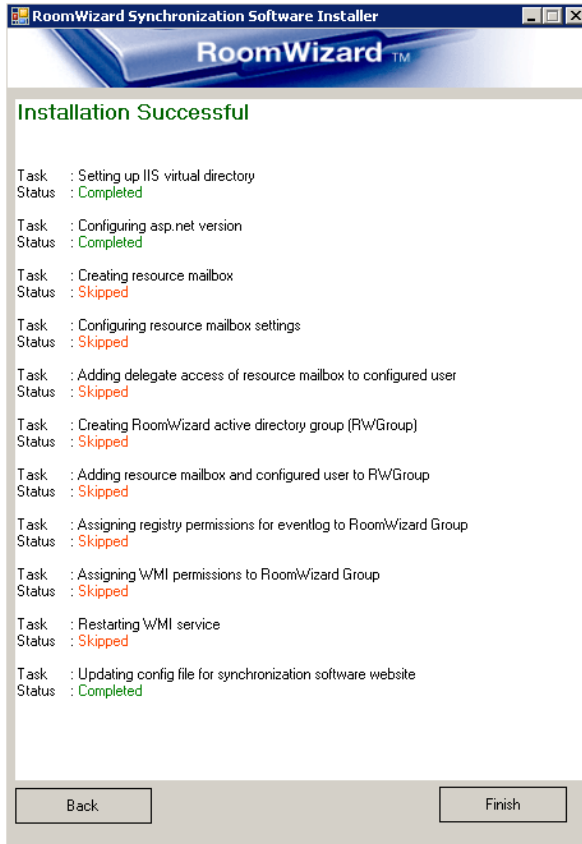 RoomWizard Synchronization Software Installer
RoomWizard TM
Installation Successful
Task : Setting up IIS virtual directory
Status : Completed
Task : Configuring asp.net version
Status : Completed
Task : Creating resource mailbox
Status : Skipped
Task : Configuring resource mailbox settings
Status : Skipped
Task : Adding delegate access of resource mailbox to configured user
Status : Skipped
Task : Creating RoomWizard active directory group (RWGroup)
Status : Skipped
Task : Adding resource mailbox and configured user to RWGroup
Status : Skipped
Task : Assigning registry permissions for eventlog to RoomWizard Group
Status : Skipped
Task : Assigning WMI permissions to RoomWizard Group
Status : Skipped
Task : Restarting WMI service
Status : Skipped
Task : Updating config file for synchronization software website
Status : Completed
Back Finish